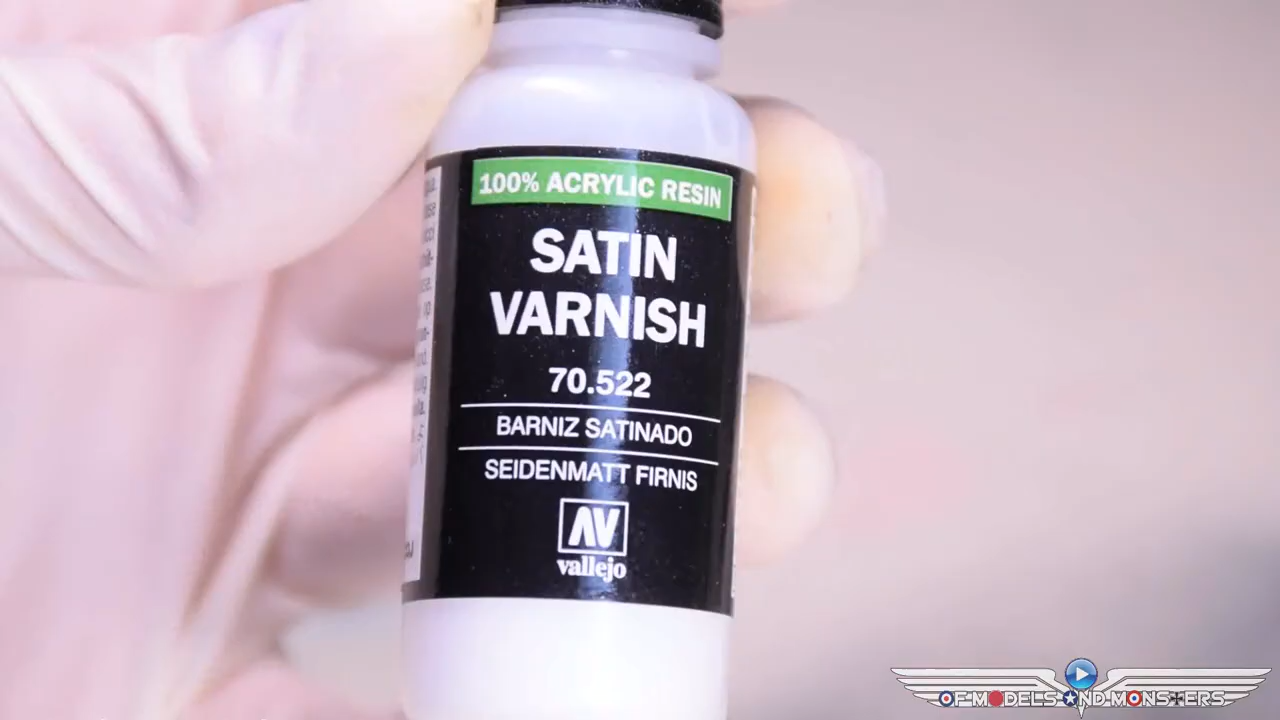 100% ACRYLIC RESIN
SATIN
VARNISH
70.522
BARNIZ SATINADO
SEIDENMATT FIRNIS
AV
vallejo
OF MODELS AND MONSTERS